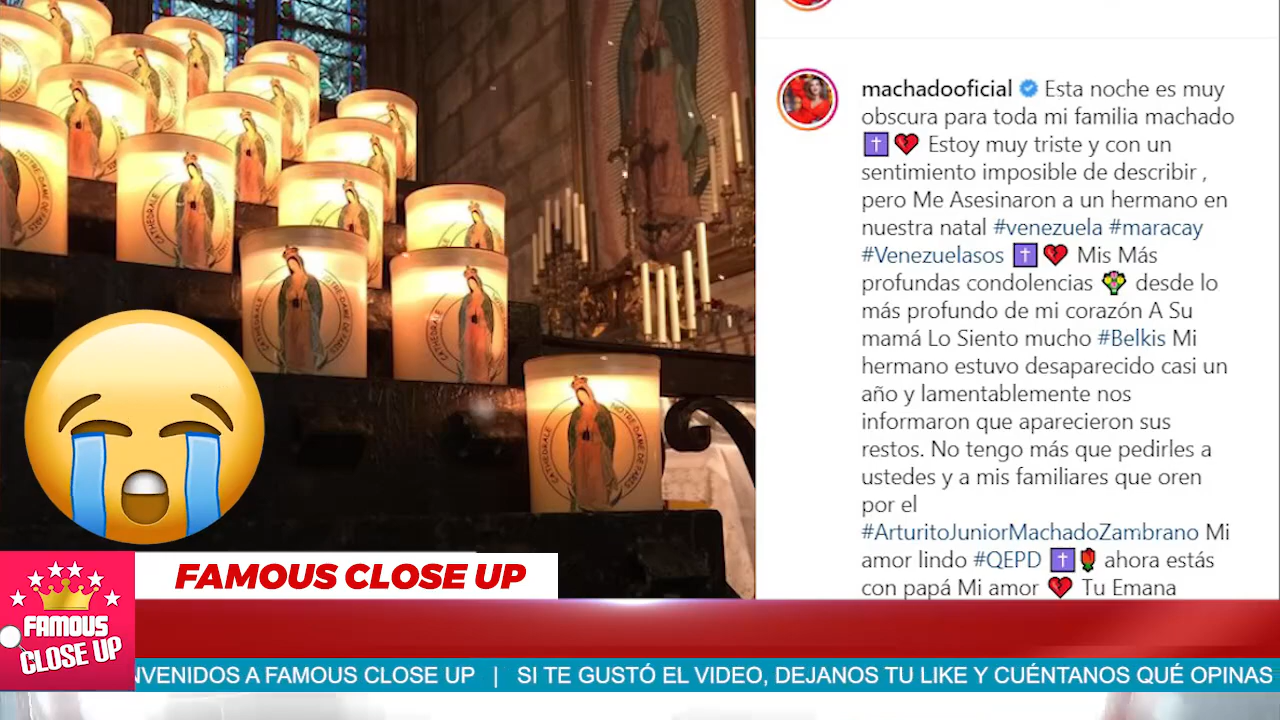 machadooficial Esta noche es muy
obscura para toda mi familia machado
Estoy muy triste y con un
sentimiento imposible de describir ,
pero Me Asesinaron a un hermano en
nuestra natal #venezuela #maracay
#Venezuelasos Mis Más
profundas condolencias desde lo
más profundo de mi corazón A Su
mamá Lo Siento mucho #Belkis Mi
hermano estuvo desaparecido casi un
año y lamentablemente nos
informaron que aparecieron sus
restos. No tengo más que pedirles a
ustedes y a mis familiares que oren
por el
#ArturitoJuniorMachadoZambrano Mi
amor lindo #QEPD ahora estás
con papá Mi amor Tu Emana
CATHEDRALE NOTRE-DAME DE PARIS
FAMOUS CLOSE UP
FAMOUS
CLOSE UP
NVENIDOS A FAMOUS CLOSE UP | SI TE GUSTÓ EL VIDEO, DEJANOS TU LIKE Y CUÉNTANOS QUÉ OPINAS